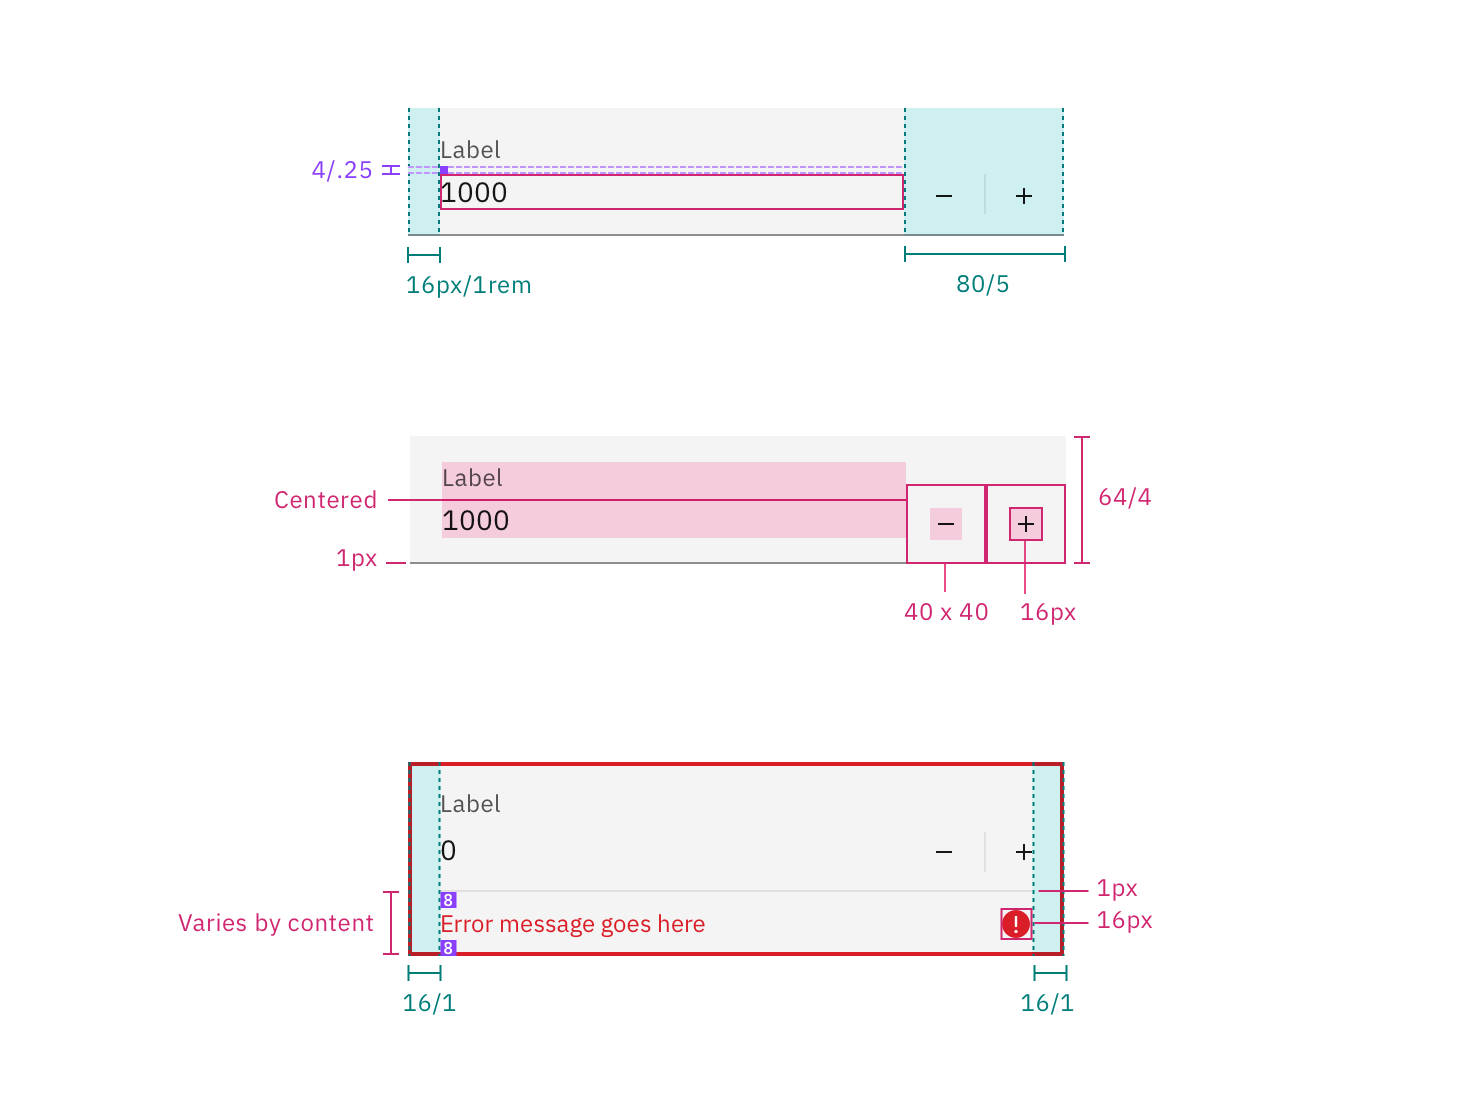 Label
4/.25
1000
− +
16px/1rem
80/5
Label
Centered
64/4
1000
− +
1px
40 x 40
16px
Label
0
− +
1px
8
Varies by content
Error message goes here
!
16px
8
16/1
16/1